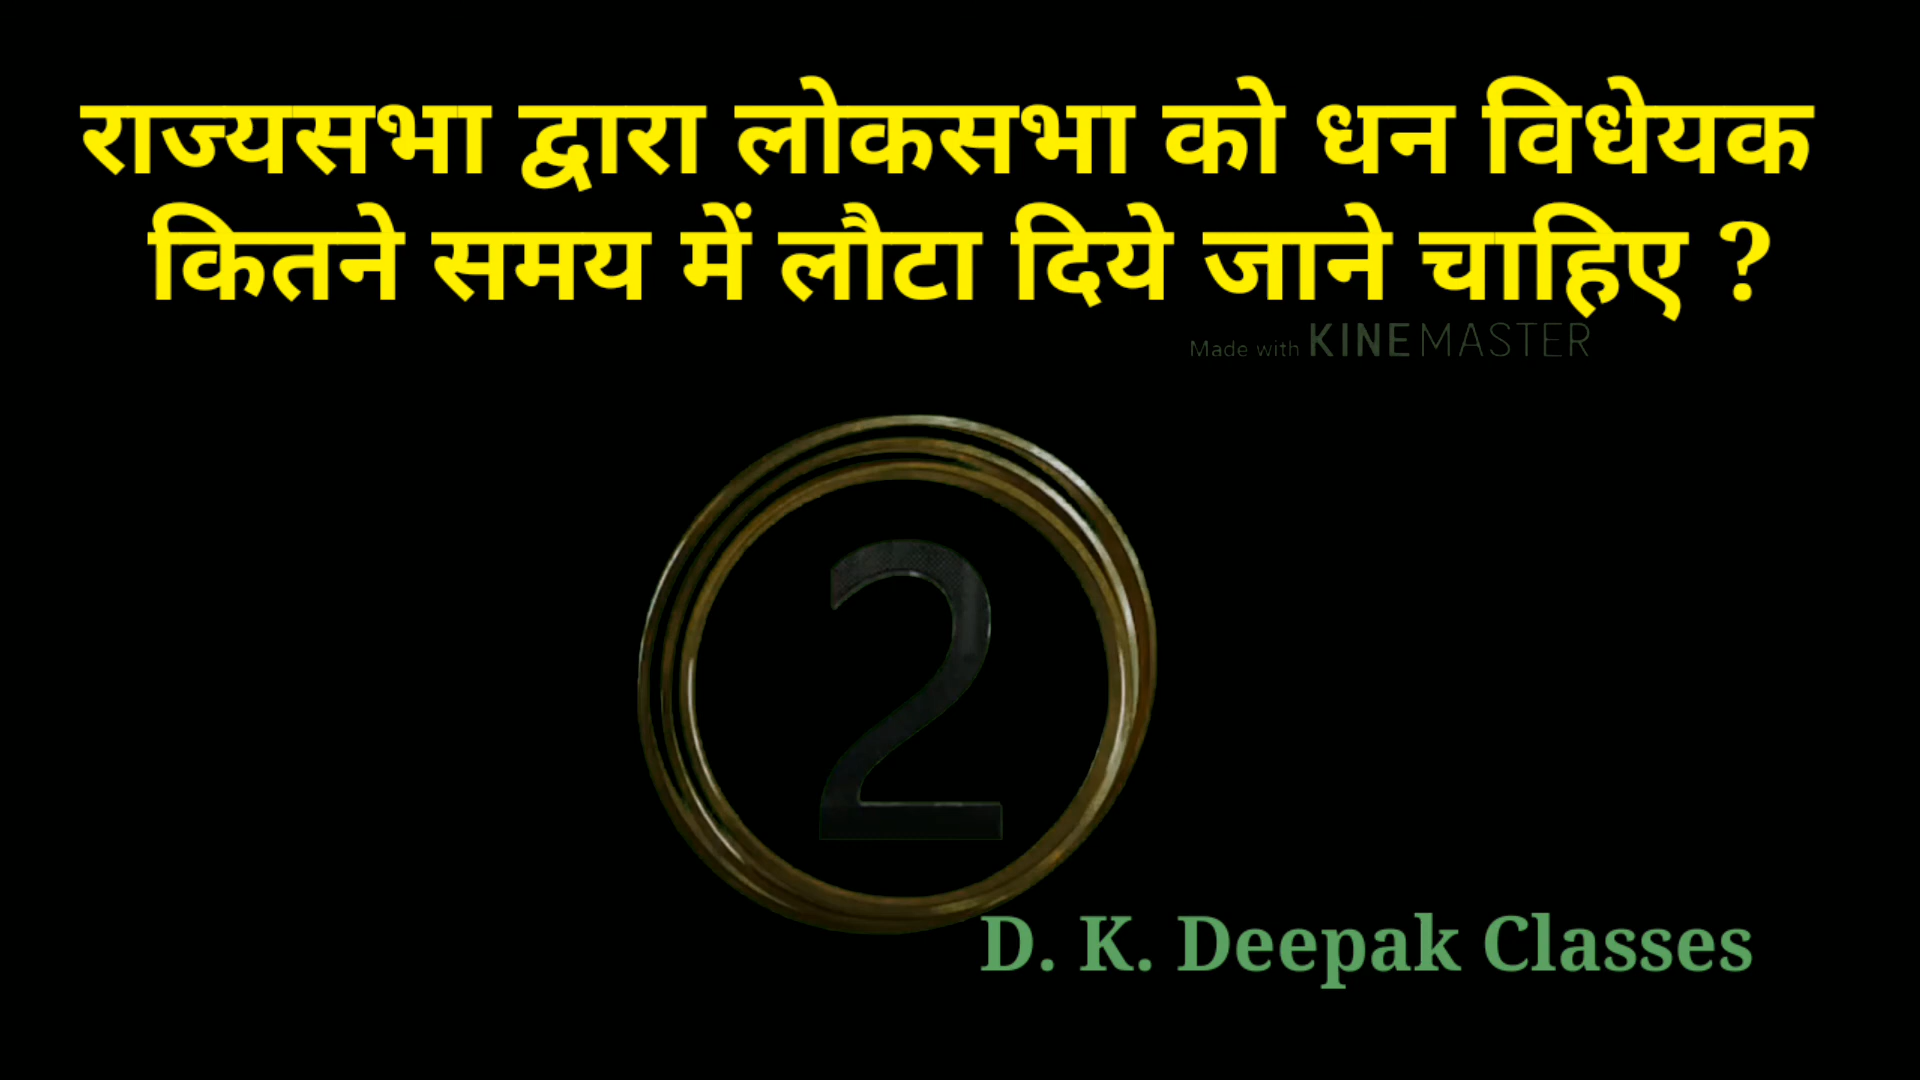 राज्यसभा द्वारा लोकसभा को धन विधेयक
कितने समय में लौटा दिये जाने चाहिए ?
Made with KINEMASTER
2
D. K. Deepak Classes